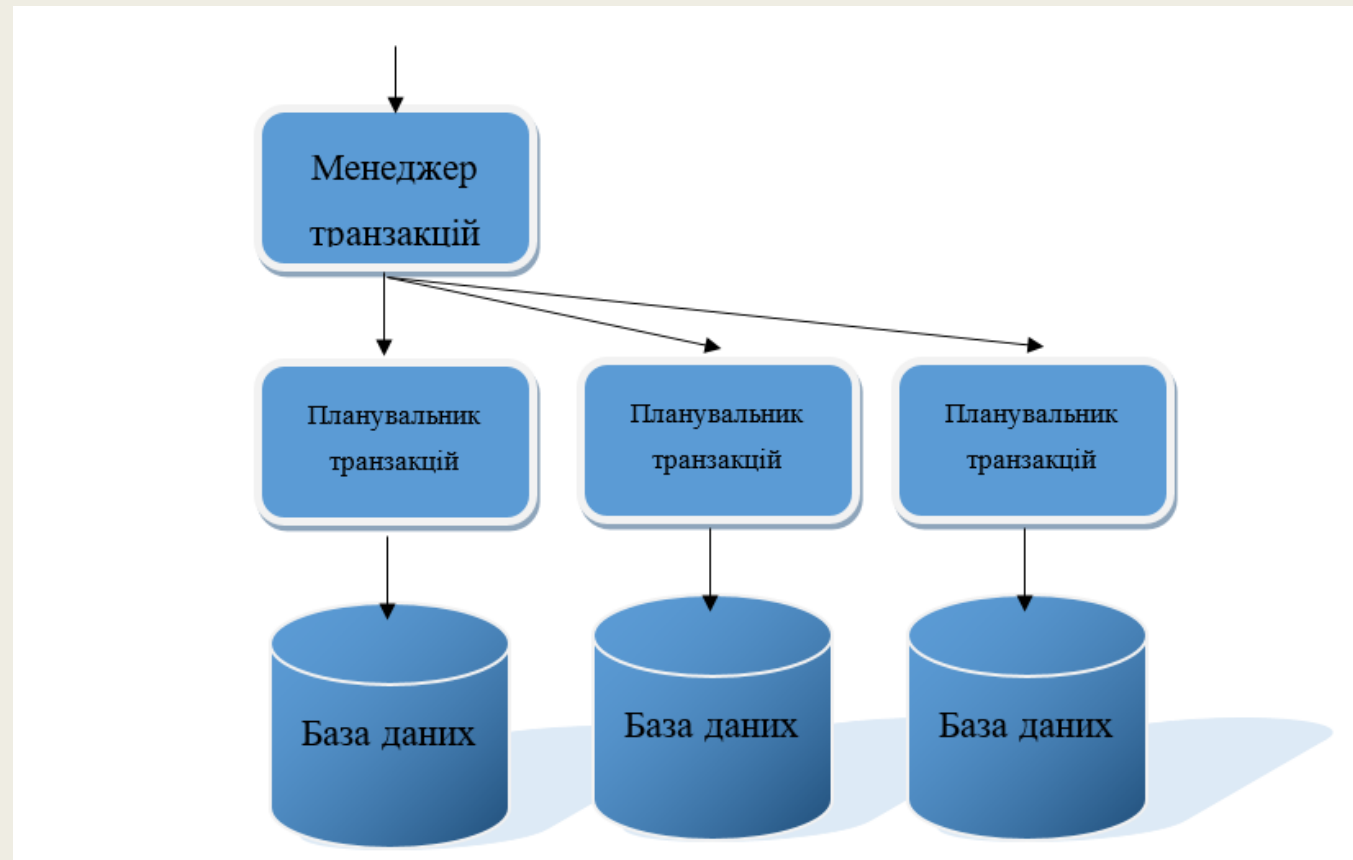 Менеджер
транзакцій
Планувальник
транзакцій
Планувальник
транзакцій
Планувальник
транзакцій
База даних
База даних
База даних